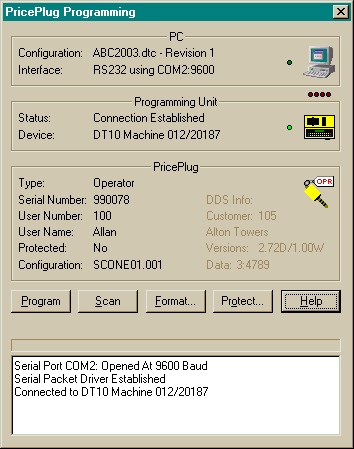 PricePlug Programming
PC
Configuration: ABC2003.dtc - Revision 1
Interface: RS232 using COM2:9600
Programming Unit
Status: Connection Established
Device: DT10 Machine 012/20187
PricePlug
Type: Operator
OPR
Serial Number: 990078 DDS Info:
User Number: 100 Customer: 105
User Name: Allan Alton Towers
Protected: No Versions: 2.72D/1.00W
Configuration: SCONE01.001 Data: 3:4789
Program Scan Format... Protect... Help
Serial Port COM2: Opened At 9600 Baud
Serial Packet Driver Established
Connected to DT10 Machine 012/20187